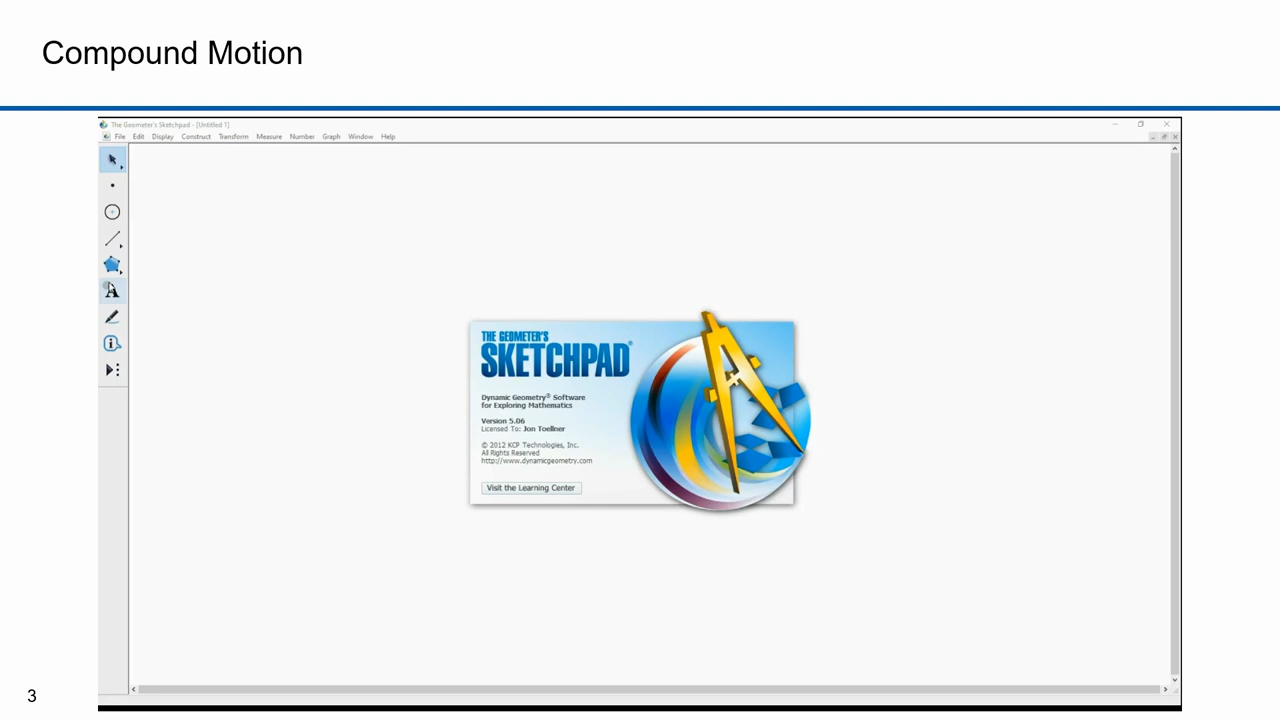 Compound Motion
The Geometer's Sketchpad - [Untitled 1]
File Edit Display Construct Transform Measure Number Graph Window Help
A
THE GEOMETER'S
SKETCHPAD®
Dynamic Geometry® Software
for Exploring Mathematics
Version 5.06
Licensed To: Jon Toellner
© 2012 KCP Technologies, Inc.
All Rights Reserved
http://www.dynamicgeometry.com
Visit the Learning Center
3